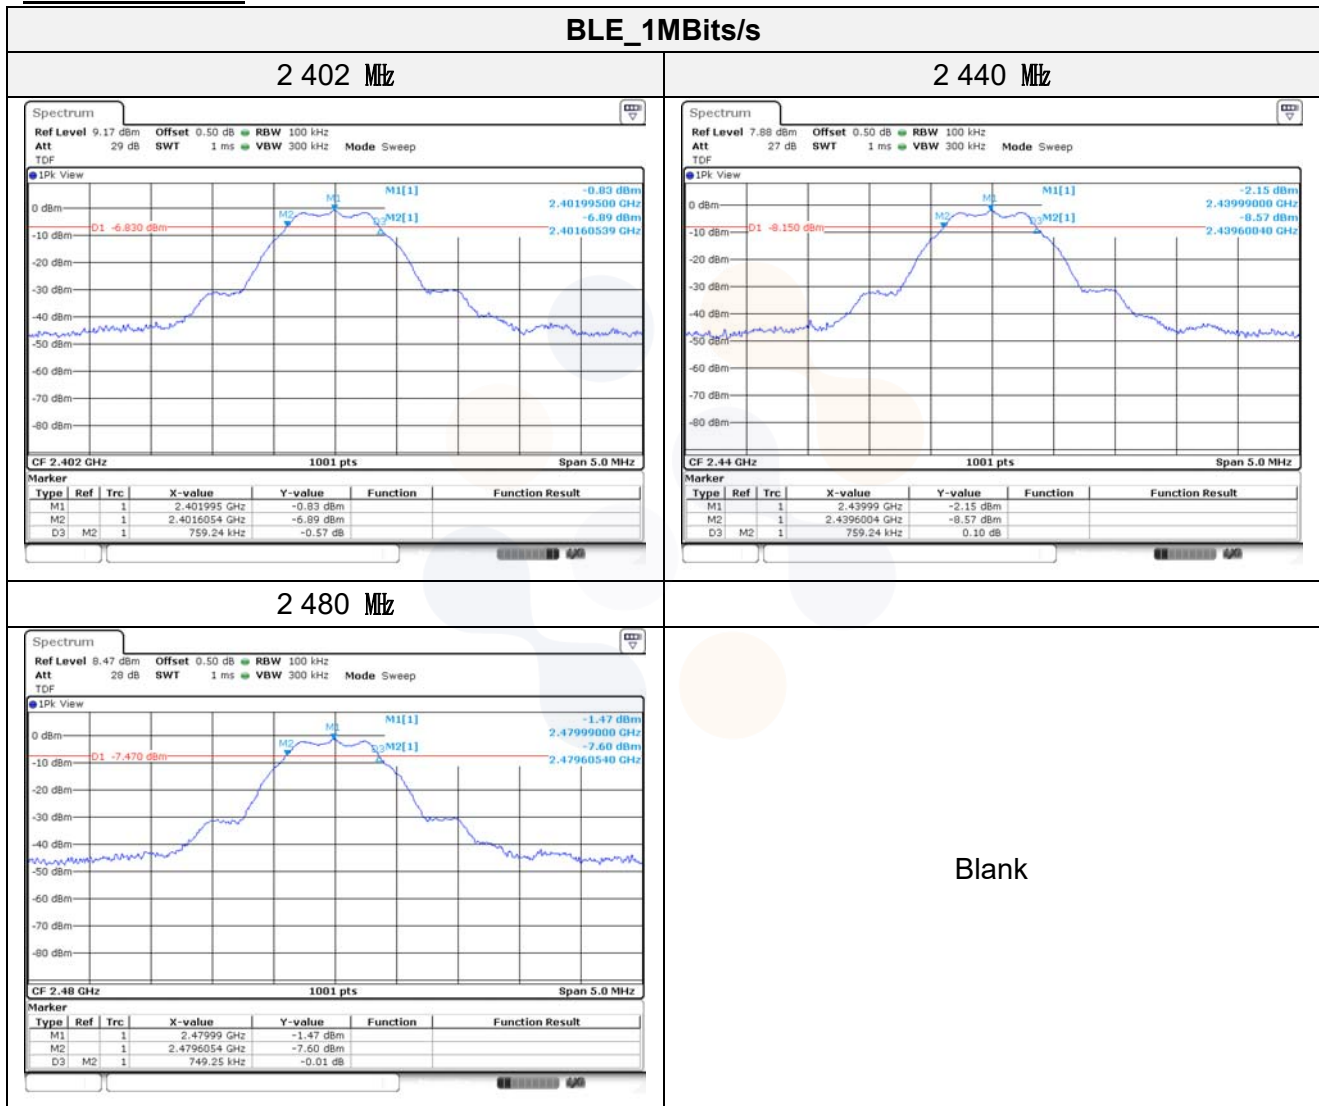 BLE_1MBits/s
2 402 ㎒
2 440 ㎒
Spectrum
Ref Level 9.17 dBm Offset 0.50 dB RBW 100 kHz
Att 29 dB SWT 1 ms VBW 300 kHz Mode Sweep
TDF
1Pk View
M1[1] -0.83 dBm
2.40199500 GHz
M2[1] -6.89 dBm
2.40160539 GHz
M1
M2
D3
D1 -6.830 dBm
0 dBm
-10 dBm
-20 dBm
-30 dBm
-40 dBm
-50 dBm
-60 dBm
-70 dBm
-80 dBm
CF 2.402 GHz 1001 pts Span 5.0 MHz
Marker
Type Ref Trc X-value Y-value Function Function Result
M1 1 2.401995 GHz -0.83 dBm
M2 1 2.4016054 GHz -6.89 dBm
D3 M2 1 759.24 kHz -0.57 dB
Spectrum
Ref Level 7.88 dBm Offset 0.50 dB RBW 100 kHz
Att 27 dB SWT 1 ms VBW 300 kHz Mode Sweep
TDF
1Pk View
M1[1] -2.15 dBm
2.43999000 GHz
M2[1] -8.57 dBm
2.43960040 GHz
M1
M2
D3
D1 -8.150 dBm
0 dBm
-10 dBm
-20 dBm
-30 dBm
-40 dBm
-50 dBm
-60 dBm
-70 dBm
-80 dBm
CF 2.44 GHz 1001 pts Span 5.0 MHz
Marker
Type Ref Trc X-value Y-value Function Function Result
M1 1 2.43999 GHz -2.15 dBm
M2 1 2.4396004 GHz -8.57 dBm
D3 M2 1 759.24 kHz 0.10 dB
2 480 ㎒
Spectrum
Ref Level 8.47 dBm Offset 0.50 dB RBW 100 kHz
Att 28 dB SWT 1 ms VBW 300 kHz Mode Sweep
TDF
1Pk View
M1[1] -1.47 dBm
2.47999000 GHz
M2[1] -7.60 dBm
2.47960540 GHz
M1
M2
D3
D1 -7.470 dBm
0 dBm
-10 dBm
-20 dBm
-30 dBm
-40 dBm
-50 dBm
-60 dBm
-70 dBm
-80 dBm
CF 2.48 GHz 1001 pts Span 5.0 MHz
Marker
Type Ref Trc X-value Y-value Function Function Result
M1 1 2.47999 GHz -1.47 dBm
M2 1 2.4796054 GHz -7.60 dBm
D3 M2 1 749.25 kHz -0.01 dB
Blank